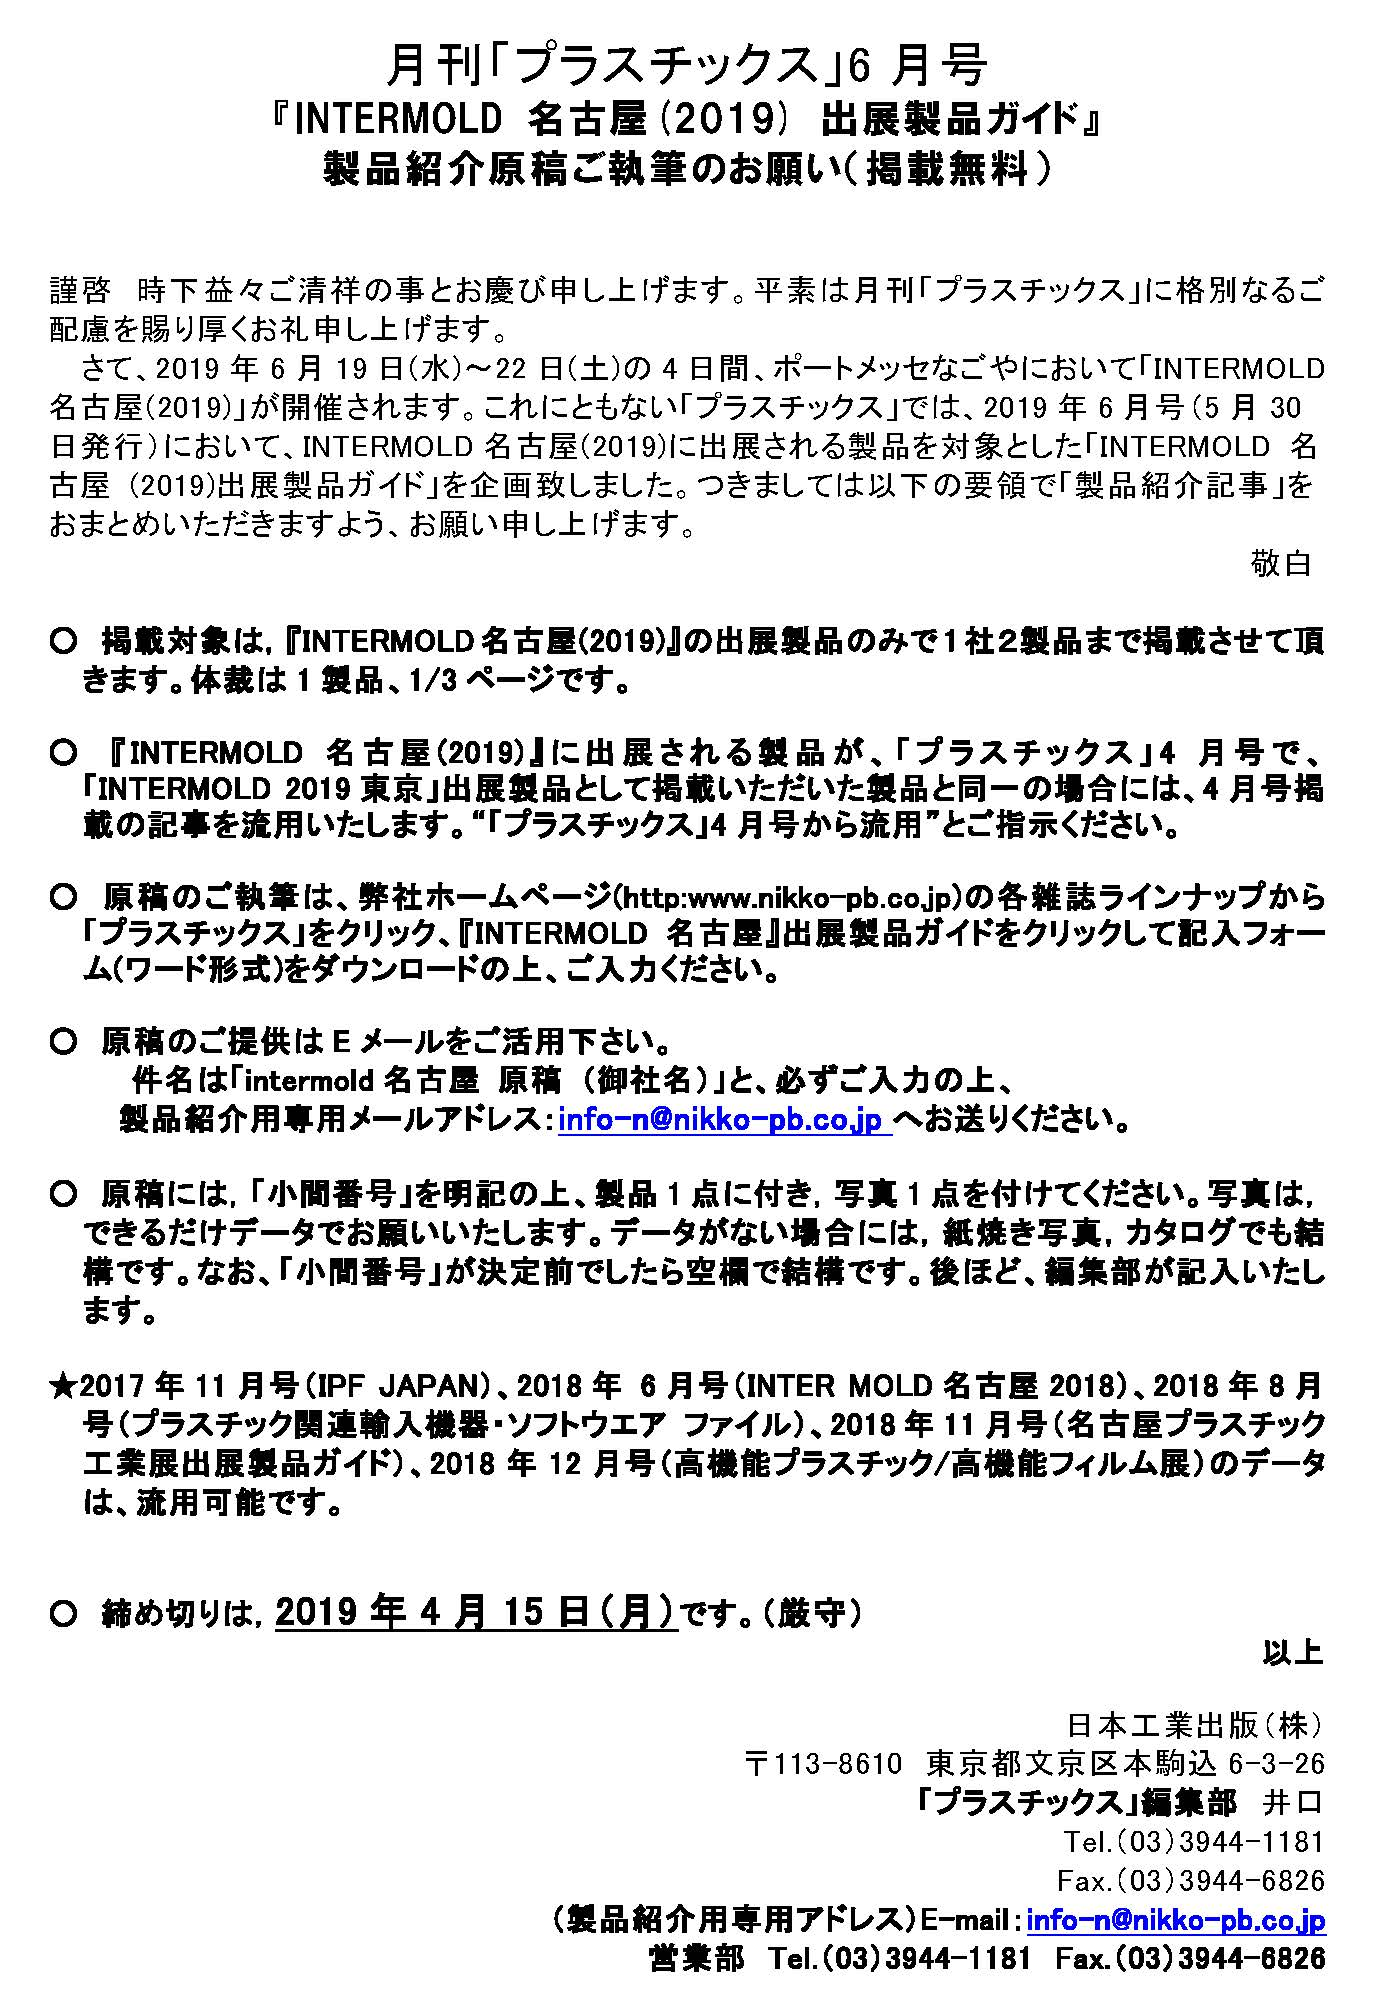 月刊「プラスチックス」6 月号
『INTERMOLD 名古屋(2019) 出展製品ガイド』
製品紹介原稿ご執筆のお願い（掲載無料）
謹啓　時下益々ご清祥の事とお慶び申し上げます。平素は月刊「プラスチックス」に格別なるご
配慮を賜り厚くお礼申し上げます。
さて、2019 年 6 月 19 日(水)～22 日(土)の 4 日間、ポートメッセなごやにおいて「INTERMOLD
名古屋(2019)」が開催されます。これにともない「プラスチックス」では、2019 年 6 月号（5 月 30
日発行）において、INTERMOLD 名古屋(2019)に出展される製品を対象とした「INTERMOLD 名
古屋 (2019)出展製品ガイド」を企画致しました。つきましては以下の要領で「製品紹介記事」を
おまとめいただきますよう、お願い申し上げます。
敬白
○　掲載対象は，『INTERMOLD 名古屋(2019)』の出展製品のみで１社２製品まで掲載させて頂
きます。体裁は 1 製品、1/3 ページです。
○　『INTERMOLD 名古屋(2019)』に出展される製品が、「プラスチックス」4 月号で、
「INTERMOLD 2019 東京」出展製品として掲載いただいた製品と同一の場合には、4 月号掲
載の記事を流用いたします。“「プラスチックス」4 月号から流用”とご指示ください。
○　原稿のご執筆は、弊社ホームページ(http:www.nikko-pb.co.jp)の各雑誌ラインナップから
「プラスチックス」をクリック、『INTERMOLD 名古屋』出展製品ガイドをクリックして記入フォー
ム(ワード形式)をダウンロードの上、ご入力ください。
○　原稿のご提供は E メールをご活用下さい。
件名は「intermold 名古屋 原稿 （御社名）」と、必ずご入力の上、
製品紹介用専用メールアドレス：info-n@nikko-pb.co.jp へお送りください。
○　原稿には，「小間番号」を明記の上、製品 1 点に付き，写真 1 点を付けてください。写真は，
できるだけデータでお願いいたします。データがない場合には，紙焼き写真，カタログでも結
構です。なお、「小間番号」が決定前でしたら空欄で結構です。後ほど、編集部が記入いたし
ます。
★2017 年 11 月号（IPF JAPAN）、2018 年 6 月号（INTER MOLD 名古屋 2018）、2018 年 8 月
号（プラスチック関連輸入機器・ソフトウエア ファイル）、2018 年 11 月号（名古屋プラスチック
工業展出展製品ガイド）、2018 年 12 月号（高機能プラスチック/高機能フィルム展）のデータ
は、流用可能です。
○　締め切りは，2019 年 4 月 15 日（月）です。（厳守）
以上
日本工業出版（株）
〒113-8610　東京都文京区本駒込 6-3-26
「プラスチックス」編集部　井口
Tel.（03）3944-1181
Fax.（03）3944-6826
（製品紹介用専用アドレス）E-mail：info-n@nikko-pb.co.jp
営業部　Tel.（03）3944-1181　Fax.（03）3944-6826